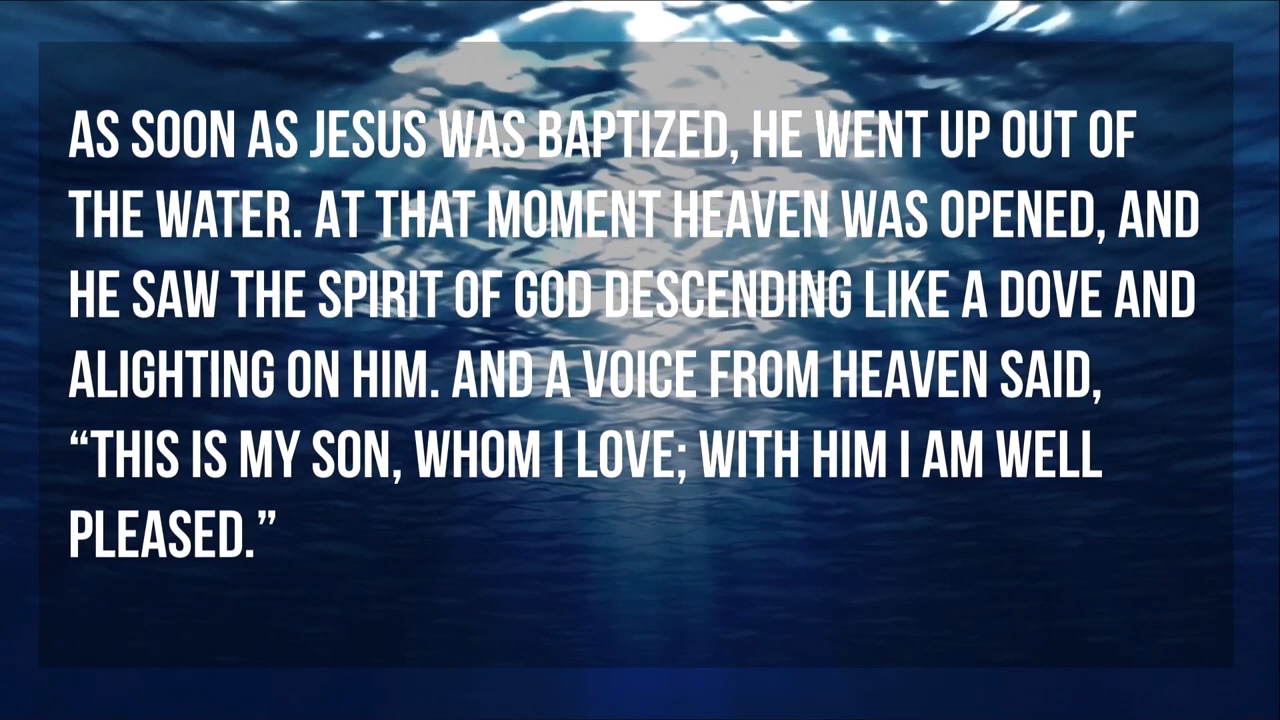 AS SOON AS JESUS WAS BAPTIZED, HE WENT UP OUT OF
THE WATER. AT THAT MOMENT HEAVEN WAS OPENED, AND
HE SAW THE SPIRIT OF GOD DESCENDING LIKE A DOVE AND
ALIGHTING ON HIM. AND A VOICE FROM HEAVEN SAID,
“THIS IS MY SON, WHOM I LOVE; WITH HIM I AM WELL
PLEASED.”